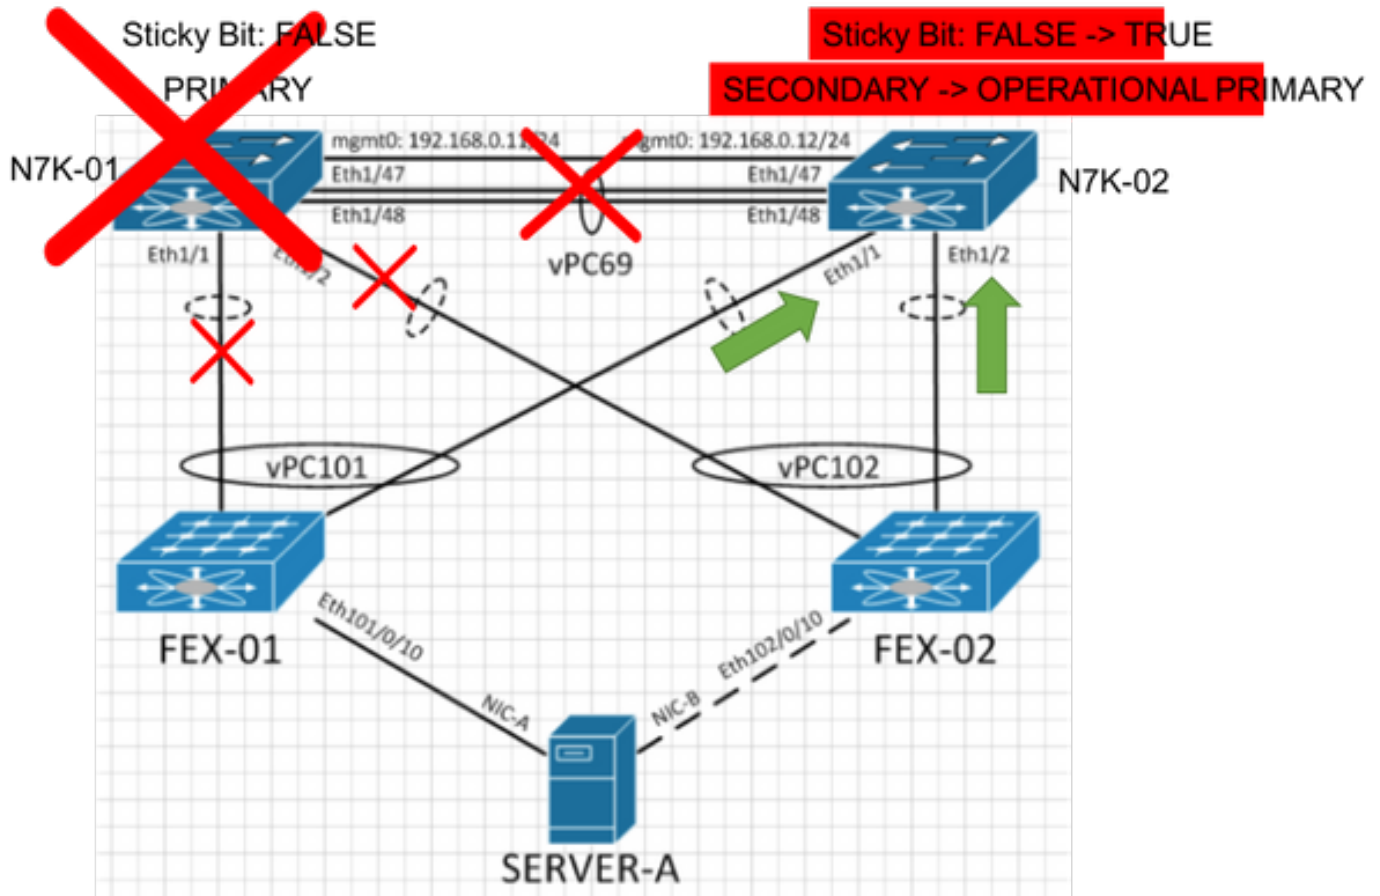 Sticky Bit: FALSE
Sticky Bit: FALSE -> TRUE
PRIMARY
SECONDARY -> OPERATIONAL PRIMARY
mgmt0: 192.168.0.11/24
mgmt0: 192.168.0.12/24
N7K-01
Eth1/47
Eth1/47
N7K-02
Eth1/48
Eth1/48
Eth1/1
Eth1/2
vPC69
Eth1/1
Eth1/2
vPC101
vPC102
Eth101/0/10
Eth102/0/10
FEX-01
FEX-02
NIC-A
NIC-B
SERVER-A